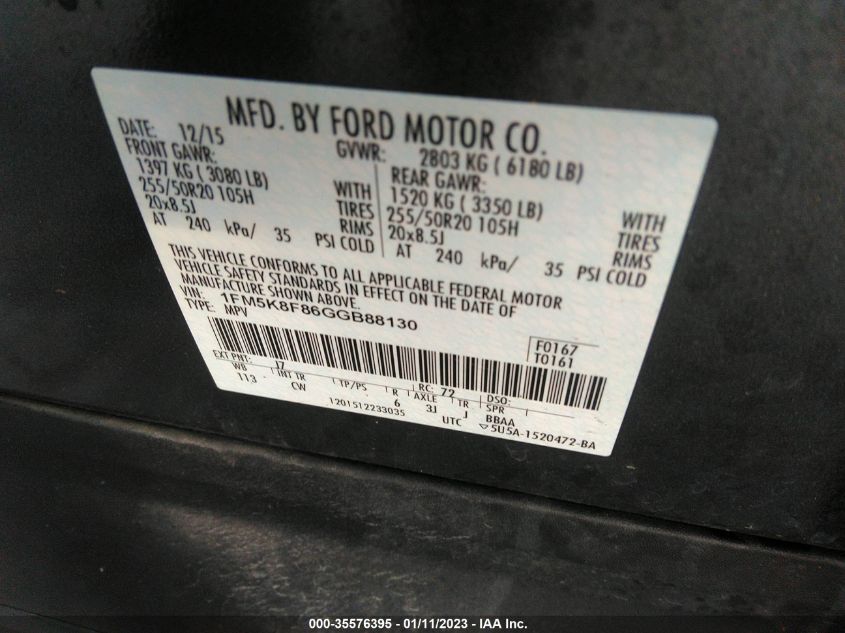 MFD. BY FORD MOTOR CO.
DATE: 12/15
GVWR: 2803 KG ( 6180 LB)
FRONT GAWR:
1397 KG ( 3080 LB) WITH
255/50R20 105H TIRES
20x8.5J RIMS
AT 240 kPa/ 35 PSI COLD
REAR GAWR:
1520 KG ( 3350 LB) WITH
255/50R20 105H TIRES
20x8.5J RIMS
AT 240 kPa/ 35 PSI COLD
THIS VEHICLE CONFORMS TO ALL APPLICABLE FEDERAL MOTOR
VEHICLE SAFETY STANDARDS IN EFFECT ON THE DATE OF
MANUFACTURE SHOWN ABOVE.
VIN: 1FM5K8F86GGB88130
TYPE: MPV
F0167
T0161
EXT PNT: J7 RC: 72 DSO:
WB INT TR TP/PS R AXLE TR SPR
113 CW 6 3J J BBAA
1201512233035 UTC ▽5U5A-1520472-BA
000-35576395 - 01/11/2023 - IAA Inc.